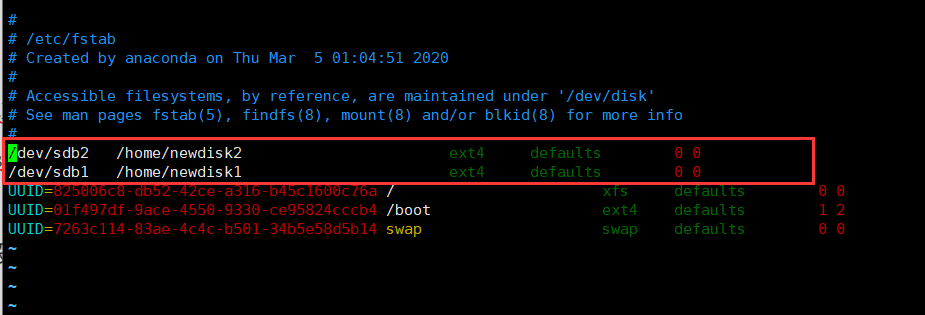 #
# /etc/fstab
# Created by anaconda on Thu Mar  5 01:04:51 2020
#
# Accessible filesystems, by reference, are maintained under '/dev/disk'
# See man pages fstab(5), findfs(8), mount(8) and/or blkid(8) for more info
#
/dev/sdb2   /home/newdisk2                       ext4     defaults        0 0
/dev/sdb1   /home/newdisk1                       ext4     defaults        0 0
UUID=825006c8-db52-42ce-a316-b45c1600c76a /                       xfs     defaults        0 0
UUID=01f497df-9ace-4550-9330-ce95824cccb4 /boot                   ext4    defaults        1 2
UUID=7263c114-83ae-4c4c-b501-34b5e58d5b14 swap                    swap    defaults        0 0
~
~
~
~